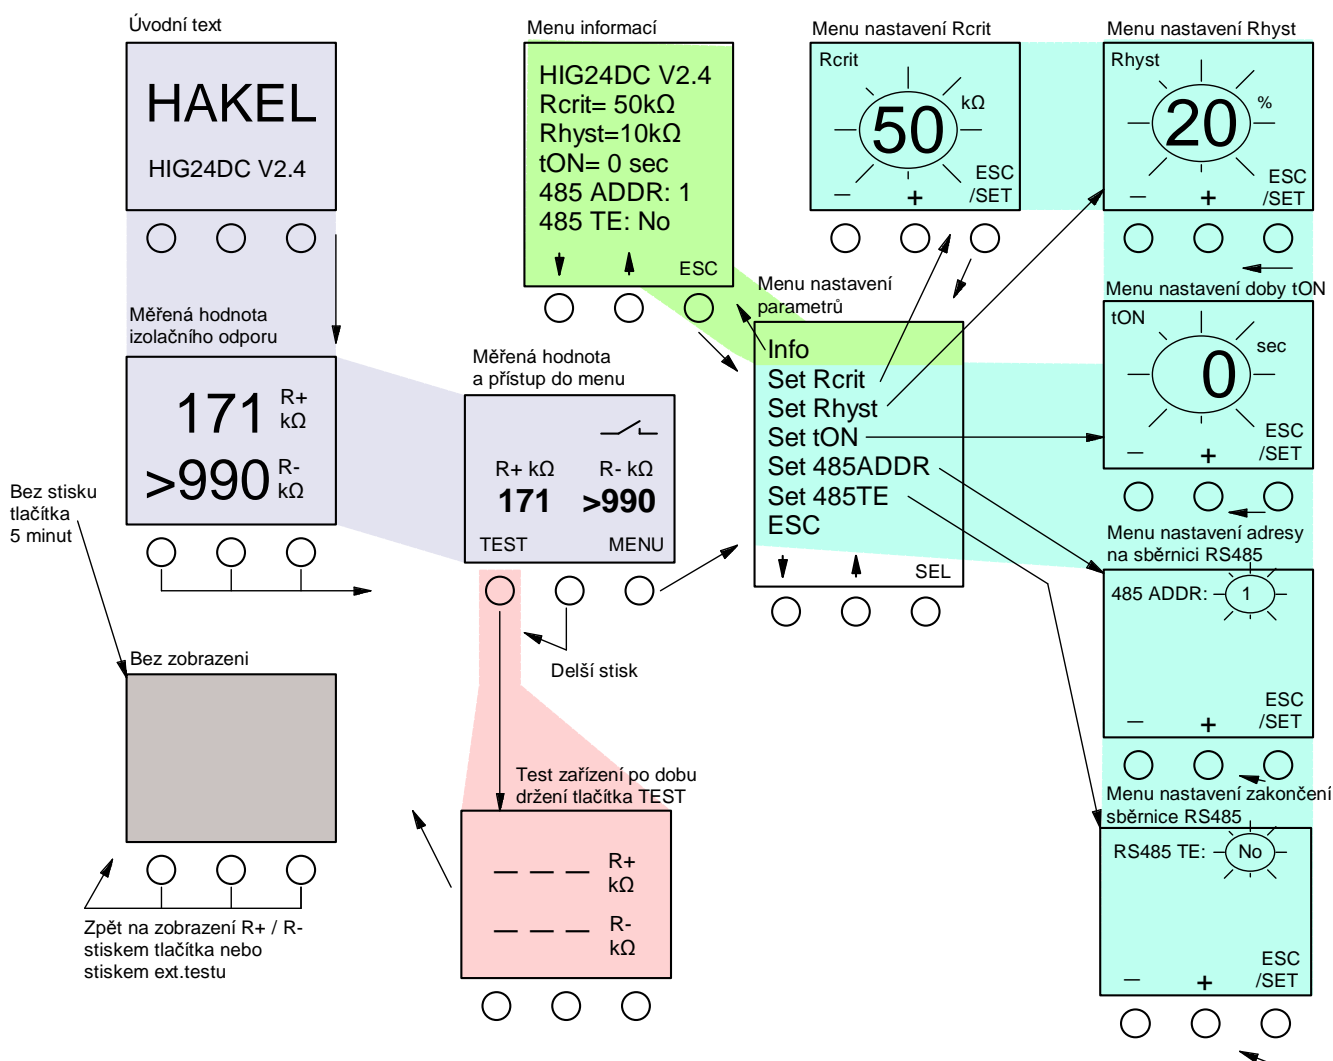 Úvodní text
HAKEL
HIG24DC V2.4
Měřená hodnota
izolačního odporu
171 R+ kΩ
>990 R- kΩ
Bez stisku
tlačítka
5 minut
Bez zobrazeni
Zpět na zobrazení R+ / R-
stiskem tlačítka nebo
stiskem ext.testu
Menu informací
HIG24DC V2.4
Rcrit= 50kΩ
Rhyst=10kΩ
tON= 0 sec
485 ADDR: 1
485 TE: No
ESC
Měřená hodnota
a přístup do menu
R+ kΩ R- kΩ
171 >990
TEST MENU
Delší stisk
Test zařízení po dobu
držení tlačítka TEST
_ _ _ R+ kΩ
_ _ _ R- kΩ
Menu nastavení
parametrů
Info
Set Rcrit
Set Rhyst
Set tON
Set 485ADDR
Set 485TE
ESC
SEL
Menu nastavení Rcrit
Rcrit
50 kΩ
ESC
– + /SET
Menu nastavení Rhyst
Rhyst
20 %
ESC
– + /SET
Menu nastavení doby tON
tON
0 sec
ESC
– + /SET
Menu nastavení adresy
na sběrnici RS485
485 ADDR: 1
ESC
– + /SET
Menu nastavení zakončení
sběrnice RS485
RS485 TE: No
ESC
– + /SET